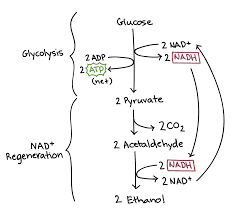 Glucose
Glycolysis
2 NAD+
2 NADH
2 ADP
2 ATP
(net)
2 Pyruvate
2 CO2
NAD+
Regeneration
2 Acetaldehyde
2 NADH
2 NAD+
2 Ethanol